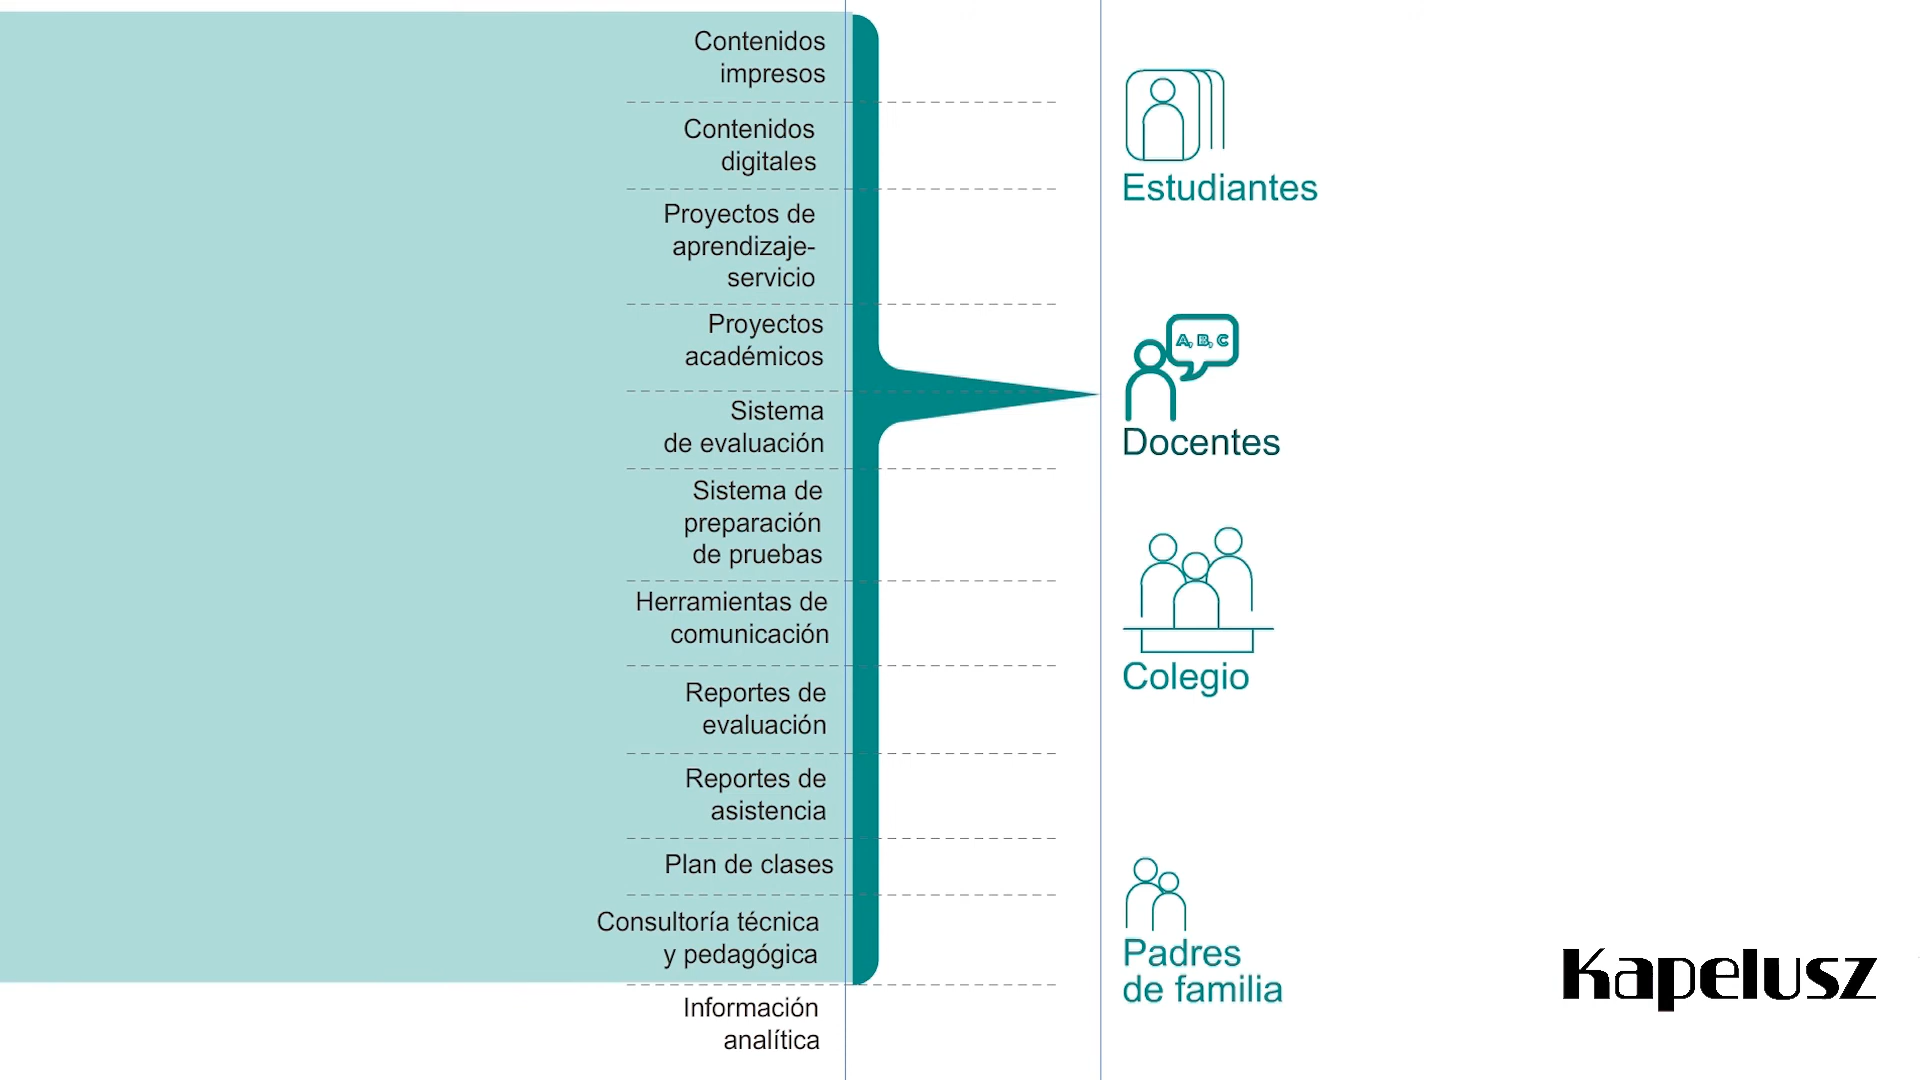 Contenidos
impresos
Contenidos
digitales
Proyectos de
aprendizaje-
servicio
Proyectos
académicos
Sistema
de evaluación
Sistema de
preparación
de pruebas
Herramientas de
comunicación
Reportes de
evaluación
Reportes de
asistencia
Plan de clases
Consultoría técnica
y pedagógica
Información
analítica
Estudiantes
A, B, C
Docentes
Colegio
Padres
de familia
Kapelusz